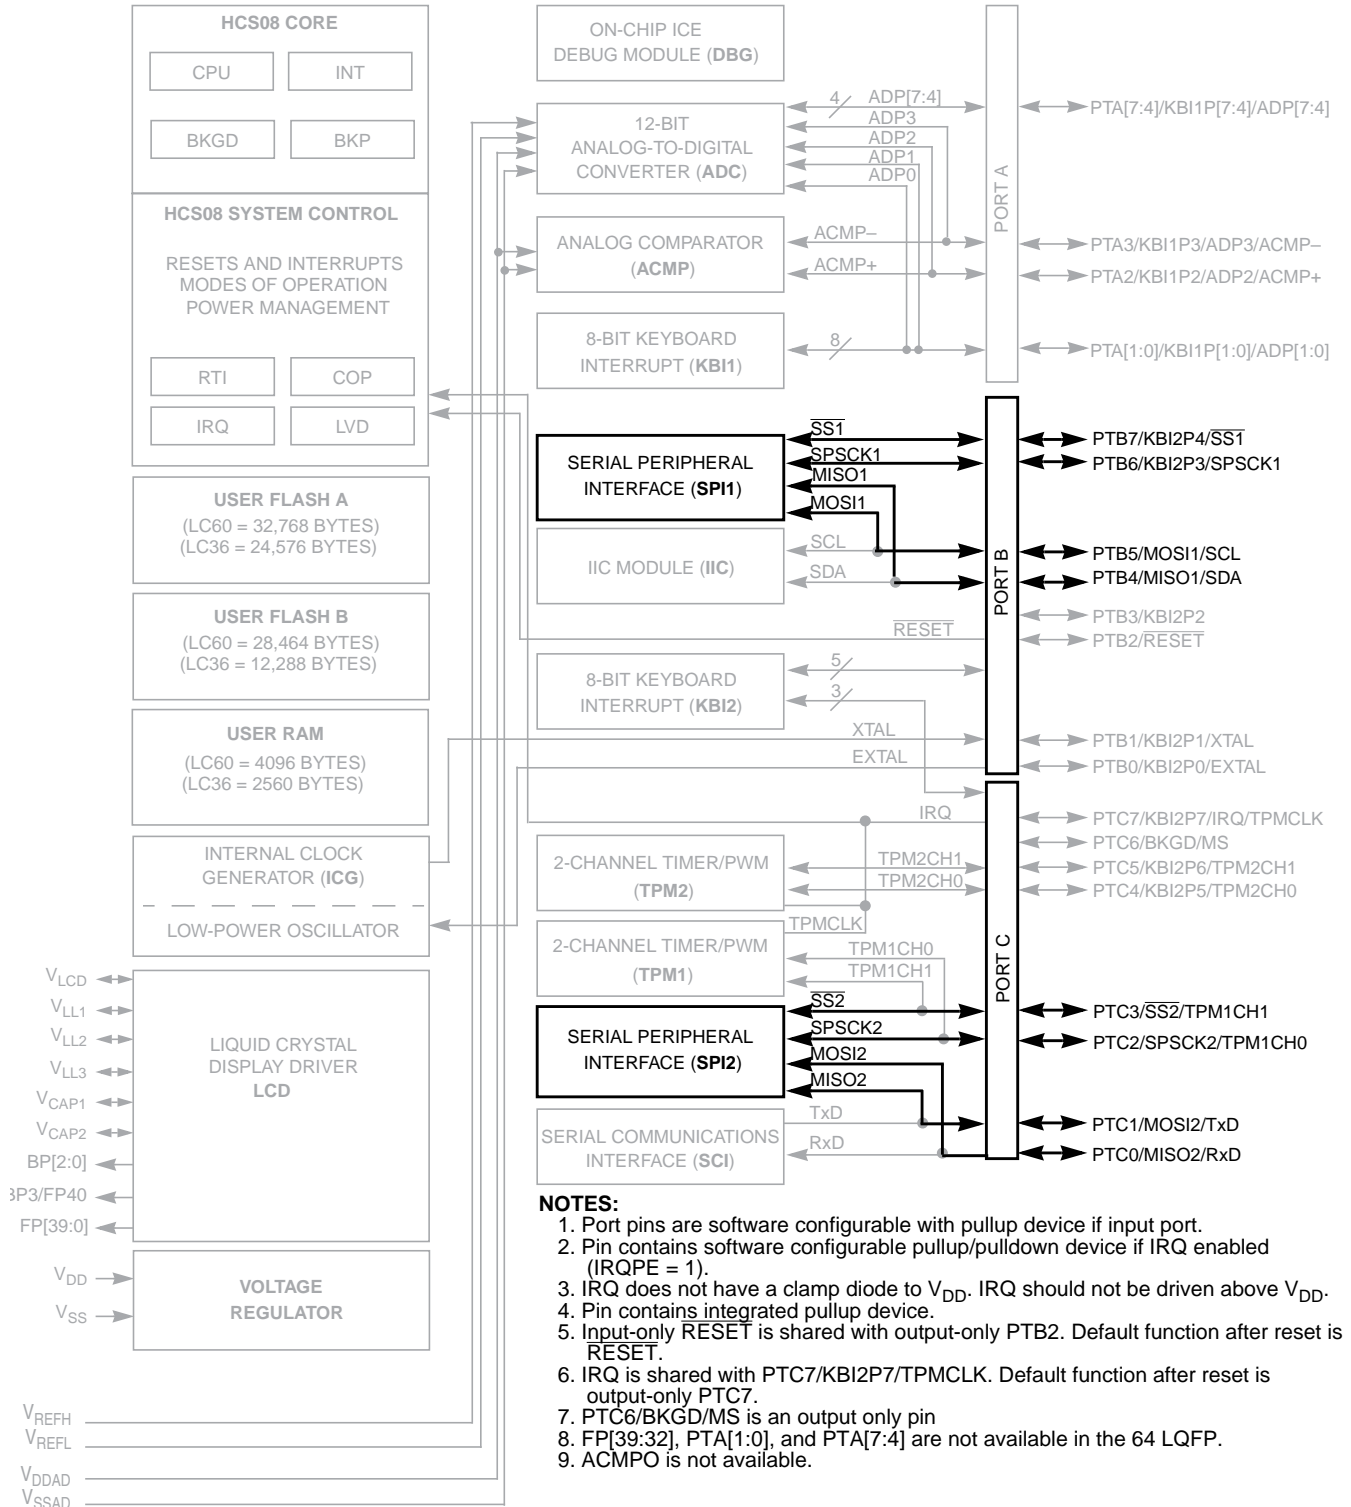 HCS08 CORE
CPU
INT
BKGD
BKP
HCS08 SYSTEM CONTROL
RESETS AND INTERRUPTS
MODES OF OPERATION
POWER MANAGEMENT
RTI
COP
IRQ
LVD
USER FLASH A
(LC60 = 32,768 BYTES)
(LC36 = 24,576 BYTES)
USER FLASH B
(LC60 = 28,464 BYTES)
(LC36 = 12,288 BYTES)
USER RAM
(LC60 = 4096 BYTES)
(LC36 = 2560 BYTES)
INTERNAL CLOCK
GENERATOR (ICG)
LOW-POWER OSCILLATOR
VLCD
VLL1
VLL2
VLL3
VCAP1
VCAP2
BP[2:0]
BP3/FP40
FP[39:0]
LIQUID CRYSTAL
DISPLAY DRIVER
LCD
VDD
VSS
VOLTAGE
REGULATOR
VREFH
VREFL
VDDAD
VSSAD
ON-CHIP ICE
DEBUG MODULE (DBG)
12-BIT
ANALOG-TO-DIGITAL
CONVERTER (ADC)
4
ADP[7:4]
ADP3
ADP2
ADP1
ADP0
ANALOG COMPARATOR
(ACMP)
ACMP–
ACMP+
8-BIT KEYBOARD
INTERRUPT (KBI1)
8
PORT A
PTA[7:4]/KBI1P[7:4]/ADP[7:4]
PTA3/KBI1P3/ADP3/ACMP–
PTA2/KBI1P2/ADP2/ACMP+
PTA[1:0]/KBI1P[1:0]/ADP[1:0]
SERIAL PERIPHERAL
INTERFACE (SPI1)
SS1
SPSCK1
MISO1
MOSI1
IIC MODULE (IIC)
SCL
SDA
RESET
8-BIT KEYBOARD
INTERRUPT (KBI2)
5
3
XTAL
EXTAL
PORT B
PTB7/KBI2P4/SS1
PTB6/KBI2P3/SPSCK1
PTB5/MOSI1/SCL
PTB4/MISO1/SDA
PTB3/KBI2P2
PTB2/RESET
PTB1/KBI2P1/XTAL
PTB0/KBI2P0/EXTAL
IRQ
2-CHANNEL TIMER/PWM
(TPM2)
TPM2CH1
TPM2CH0
TPMCLK
2-CHANNEL TIMER/PWM
(TPM1)
TPM1CH0
TPM1CH1
SERIAL PERIPHERAL
INTERFACE (SPI2)
SS2
SPSCK2
MOSI2
MISO2
SERIAL COMMUNICATIONS
INTERFACE (SCI)
TxD
RxD
PORT C
PTC7/KBI2P7/IRQ/TPMCLK
PTC6/BKGD/MS
PTC5/KBI2P6/TPM2CH1
PTC4/KBI2P5/TPM2CH0
PTC3/SS2/TPM1CH1
PTC2/SPSCK2/TPM1CH0
PTC1/MOSI2/TxD
PTC0/MISO2/RxD
NOTES:
1. Port pins are software configurable with pullup device if input port.
2. Pin contains software configurable pullup/pulldown device if IRQ enabled
(IRQPE = 1).
3. IRQ does not have a clamp diode to VDD. IRQ should not be driven above VDD.
4. Pin contains integrated pullup device.
5. Input-only RESET is shared with output-only PTB2. Default function after reset is
RESET.
6. IRQ is shared with PTC7/KBI2P7/TPMCLK. Default function after reset is
output-only PTC7.
7. PTC6/BKGD/MS is an output only pin
8. FP[39:32], PTA[1:0], and PTA[7:4] are not available in the 64 LQFP.
9. ACMPO is not available.